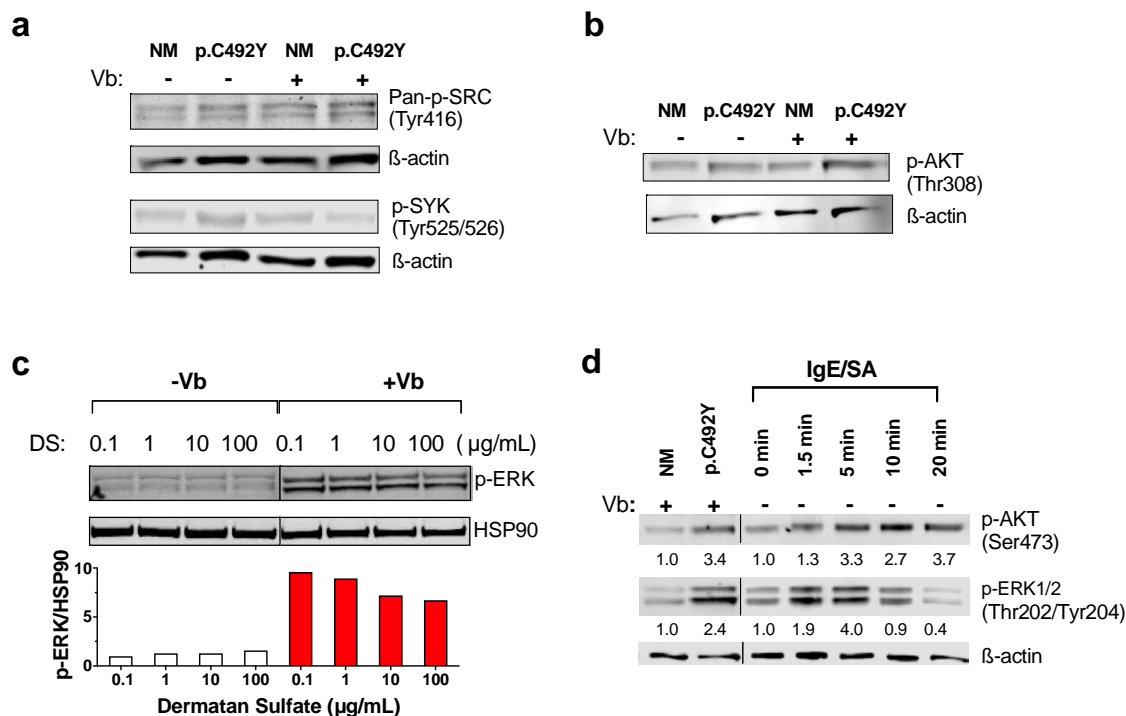 a
NM p.C492Y NM p.C492Y
Vb: - - + +
Pan-p-SRC
(Tyr416)
ß-actin
p-SYK
(Tyr525/526)
ß-actin
b
NM p.C492Y NM p.C492Y
Vb: - - + +
p-AKT
(Thr308)
ß-actin
c
-Vb +Vb
DS: 0.1 1 10 100 0.1 1 10 100 (µg/mL)
p-ERK
HSP90
p-ERK/HSP90
10
5
0
0.1 1 10 100 0.1 1 10 100
Dermatan Sulfate (µg/mL)
d
IgE/SA
NM p.C492Y 0 min 1.5 min 5 min 10 min 20 min
Vb: + + - - - - -
p-AKT
(Ser473)
1.0 3.4 1.0 1.3 3.3 2.7 3.7
p-ERK1/2
(Thr202/Tyr204)
1.0 2.4 1.0 1.9 4.0 0.9 0.4
ß-actin